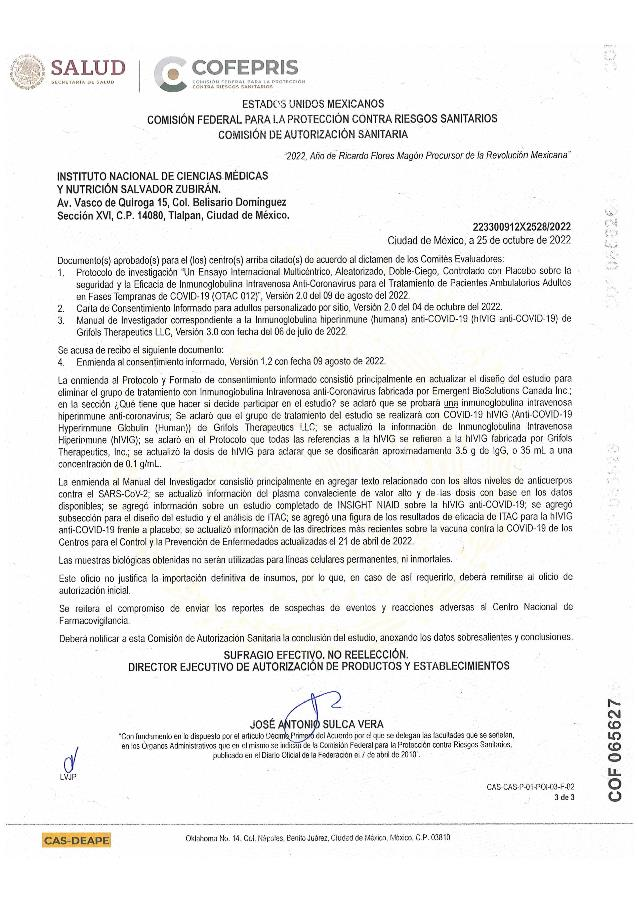 SALUD
SECRETARÍA DE SALUD
COFEPRIS
COMISIÓN FEDERAL PARA LA PROTECCIÓN
CONTRA RIESGOS SANITARIOS
ESTADOS UNIDOS MEXICANOS
COMISIÓN FEDERAL PARA LA PROTECCIÓN CONTRA RIESGOS SANITARIOS
COMISIÓN DE AUTORIZACIÓN SANITARIA
"2022, Año de Ricardo Flores Magón Precursor de la Revolución Mexicana"
INSTITUTO NACIONAL DE CIENCIAS MÉDICAS
Y NUTRICIÓN SALVADOR ZUBIRÁN.
Av. Vasco de Quiroga 15, Col. Belisario Domínguez
Sección XVI, C.P. 14080, Tlalpan, Ciudad de México.
223300912X2528/2022
Ciudad de México, a 25 de octubre de 2022
Documento(s) aprobado(s) para el (los) centro(s) arriba citado(s) de acuerdo al dictamen de los Comités Evaluadores:
1. Protocolo de investigación "Un Ensayo Internacional Multicéntrico, Aleatorizado, Doble-Ciego, Controlado con Placebo sobre la
seguridad y la Eficacia de Inmunoglobulina Intravenosa Anti-Coronavirus para el Tratamiento de Pacientes Ambulatorios Adultos
en Fases Tempranas de COVID-19 (OTAC 012)", Versión 2.0 del 09 de agosto del 2022.
2. Carta de Consentimiento Informado para adultos personalizado por sitio, Versión 2.0 del 04 de octubre del 2022.
3. Manual de Investigador correspondiente a la Inmunoglobulina hiperinmune (humana) anti-COVID-19 (hIVIG anti-COVID-19) de
Grifols Therapeutics LLC, Versión 3.0 con fecha del 06 de julio de 2022.
Se acusa de recibo el siguiente documento:
4. Enmienda al consentimiento informado, Versión 1.2 con fecha 09 agosto de 2022.
La enmienda al Protocolo y Formato de consentimiento informado consistió principalmente en actualizar el diseño del estudio para
eliminar el grupo de tratamiento con Inmunoglobulina Intravenosa anti-Coronavirus fabricada por Emergent BioSolutions Canada Inc.;
en la sección ¿Qué tiene que hacer si decide participar en el estudio? se aclaró que se probará una inmunoglobulina intravenosa
hiperinmune anti-coronavirus; Se aclaró que el grupo de tratamiento del estudio se realizará con COVID-19 hIVIG (Anti-COVID-19
Hyperimmune Globulin (Human)) de Grifols Therapeutics LLC; se actualizó la información de Inmunoglobulina Intravenosa
Hiperinmune (hIVIG); se aclaró en el Protocolo que todas las referencias a la hIVIG se refieren a la hIVIG fabricada por Grifols
Therapeutics, Inc.; se actualizó la dosis de hIVIG para aclarar que se dosificarán aproximadamente 3.5 g de IgG, o 35 mL a una
concentración de 0.1 g/mL.
La enmienda al Manual del Investigador consistió principalmente en agregar texto relacionado con los altos niveles de anticuerpos
contra el SARS-CoV-2; se actualizó información del plasma convaleciente de valor alto y de las dosis con base en los datos
disponibles; se agregó información sobre un estudio completado de INSIGHT NIAID sobre la hIVIG anti-COVID-19; se agregó
subsección para el diseño del estudio y el análisis de ITAC; se agregó una figura de los resultados de eficacia de ITAC para la hIVIG
anti-COVID-19 frente a placebo; se actualizó información de las directrices más recientes sobre la vacuna contra la COVID-19 de los
Centros para el Control y la Prevención de Enfermedades actualizadas el 21 de abril de 2022.
Las muestras biológicas obtenidas no serán utilizadas para líneas celulares permanentes, ni inmortales.
Este oficio no justifica la importación definitiva de insumos, por lo que, en caso de así requerirlo, deberá remitirse al oficio de
autorización inicial.
Se reitera el compromiso de enviar los reportes de sospechas de eventos y reacciones adversas al Centro Nacional de
Farmacovigilancia.
Deberá notificar a esta Comisión de Autorización Sanitaria la conclusión del estudio, anexando los datos sobresalientes y conclusiones.
SUFRAGIO EFECTIVO. NO REELECCIÓN.
DIRECTOR EJECUTIVO DE AUTORIZACIÓN DE PRODUCTOS Y ESTABLECIMIENTOS
JOSÉ ANTONIO SULCA VERA
"Con fundamento en lo dispuesto por el artículo Décimo Primero del Acuerdo por el que se delegan las facultades que se señalan,
en los Órganos Administrativos que en el mismo se indican de la Comisión Federal para la Protección contra Riesgos Sanitarios,
publicado en el Diario Oficial de la Federación el 7 de abril de 2010".
LVJP
CAS-CAS-P-01-POI-03-F-02
3 de 3
COF 065627
CAS-DEAPE
Oklahoma No. 14, Col. Nápoles, Benito Juárez, Ciudad de México, México, C.P. 03810